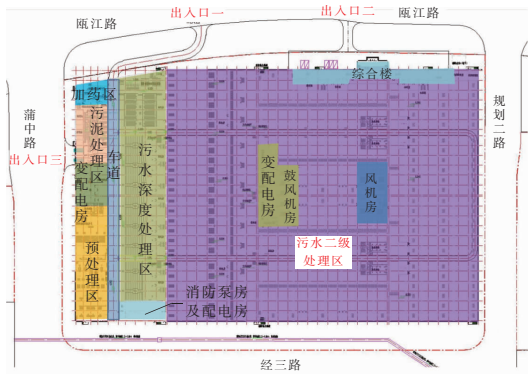 瓯江路
出入口一
出入口二
瓯江路
综合楼
加药区
污泥处理区
蒲中路
出入口三
变配电房
车道
污水深度处理区
变配电房
鼓风机房
风机房
规划二路
预处理区
污水二级
处理区
消防泵房
及配电房
经三路